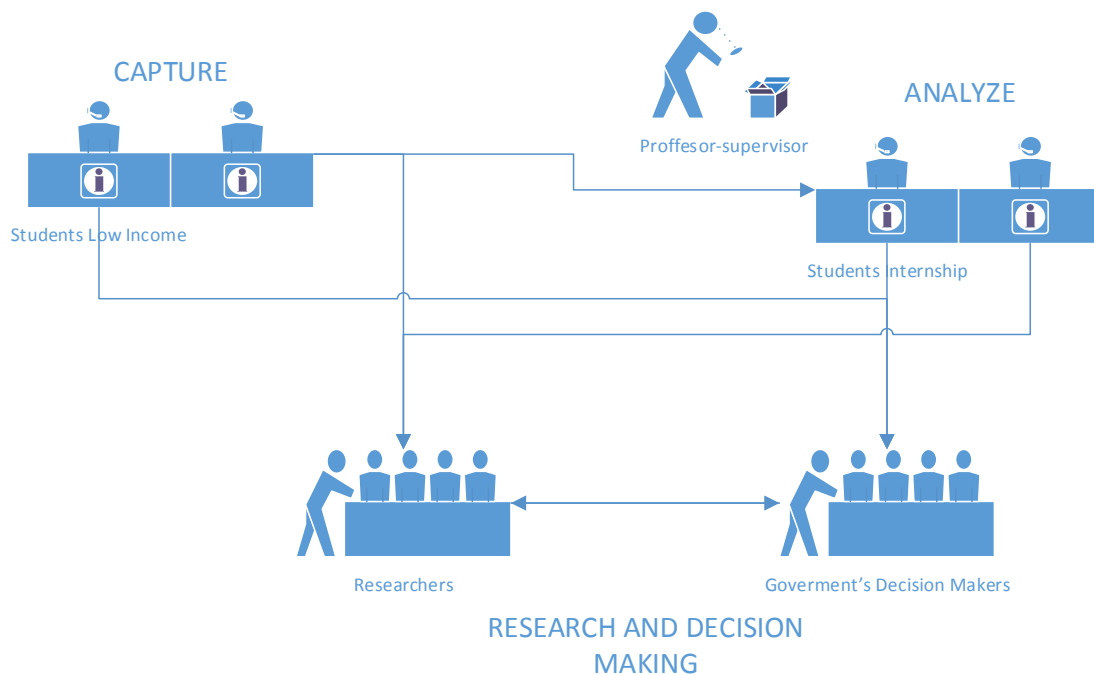 CAPTURE
ANALYZE
Proffesor-supervisor
Students Low Income
Students Internship
Researchers
Goverment's Decision Makers
RESEARCH AND DECISION
MAKING